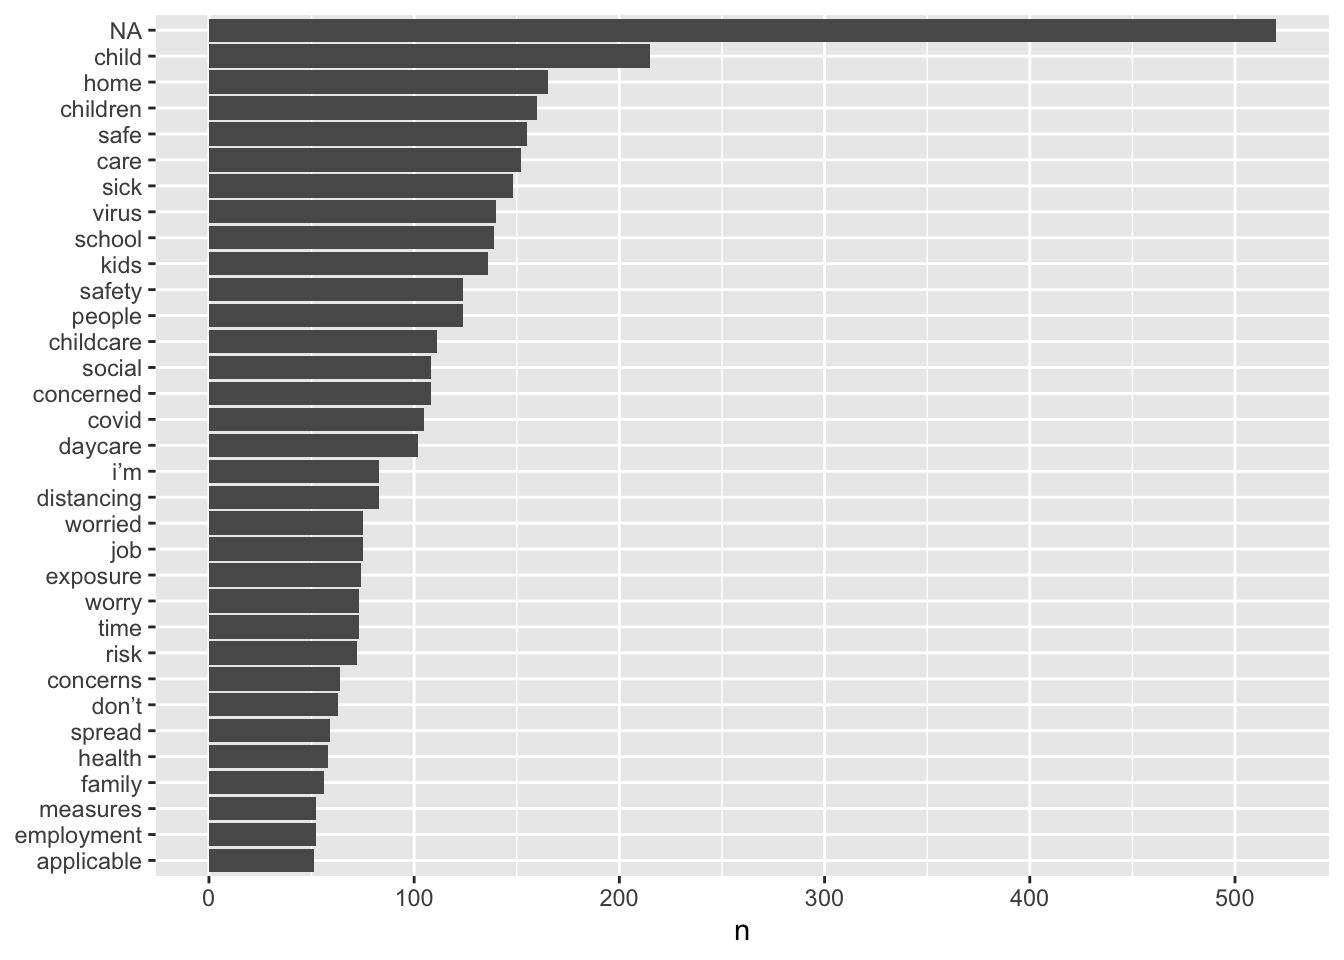 NA
child
home
children
safe
care
sick
virus
school
kids
safety
people
childcare
social
concerned
covid
daycare
i’m
distancing
worried
job
exposure
worry
time
risk
concerns
don’t
spread
health
family
measures
employment
applicable
0 100 200 300 400 500
n